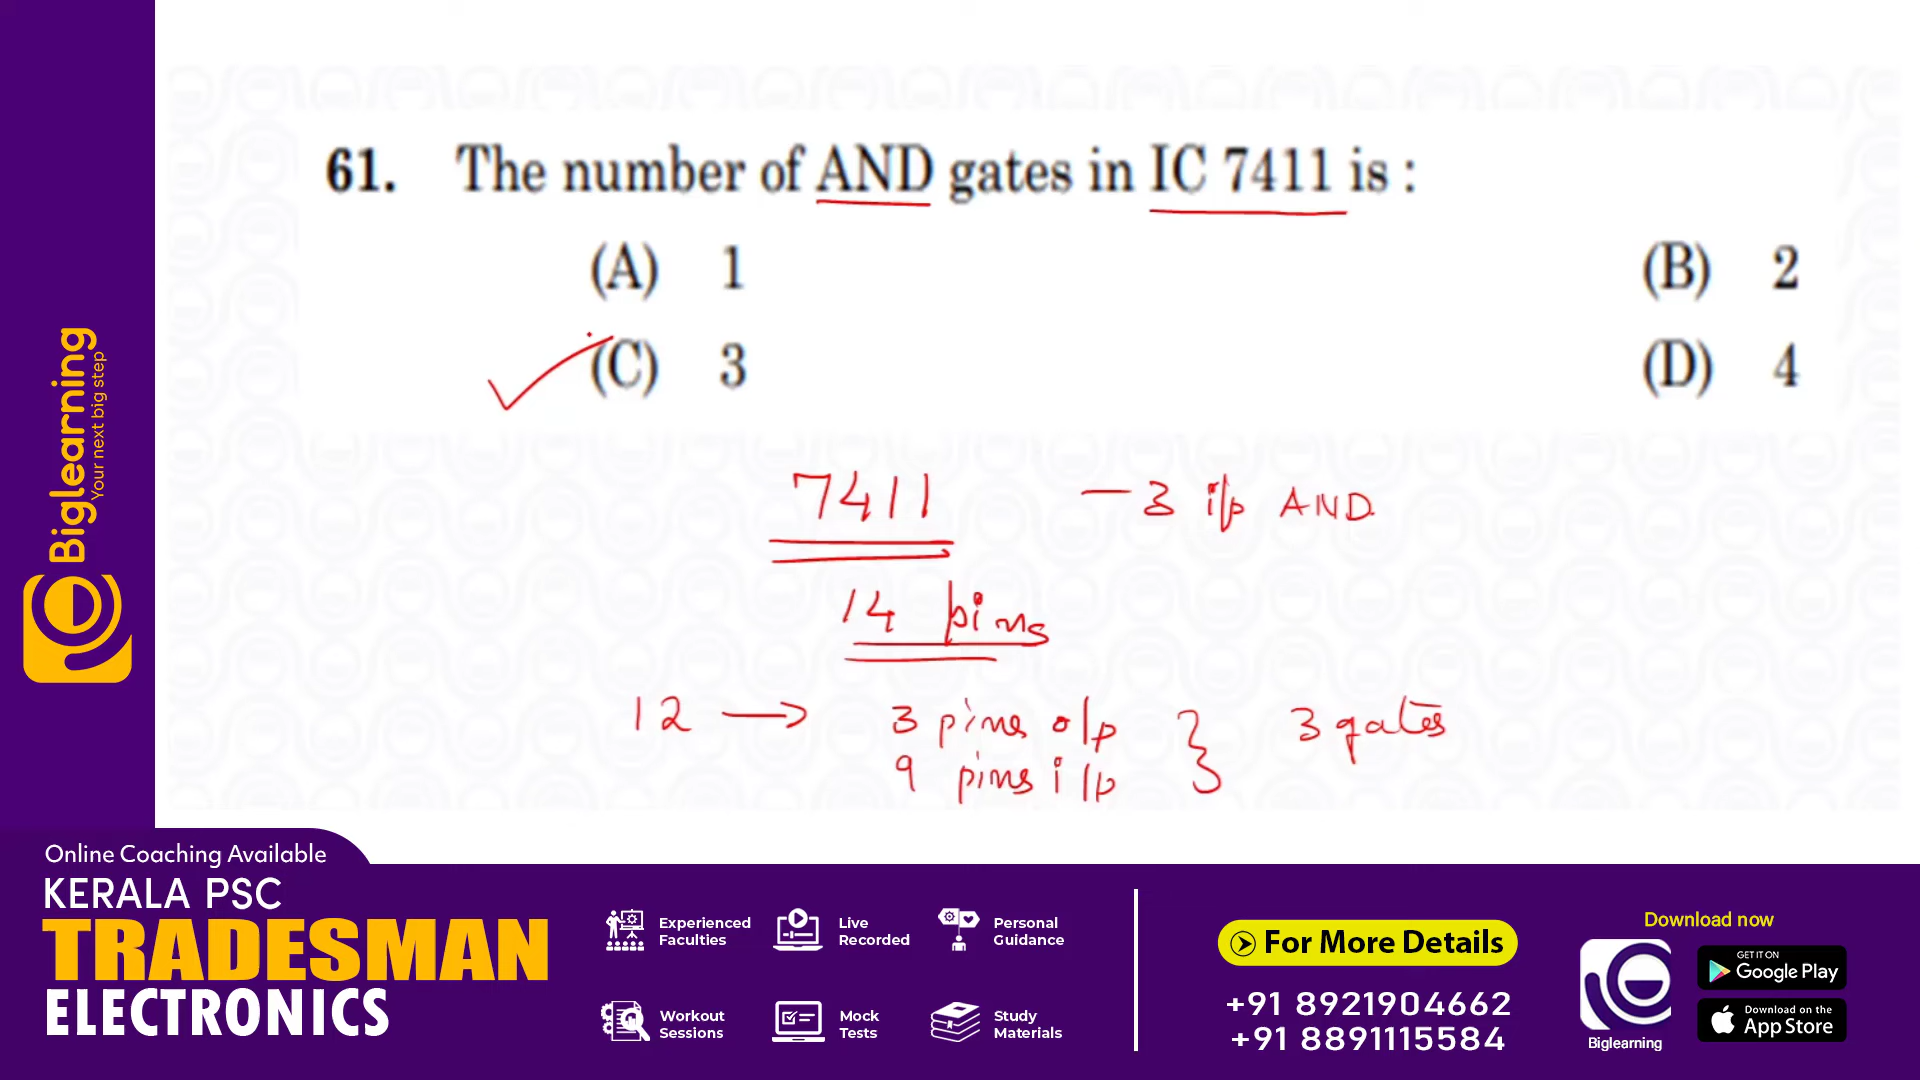 61. The number of AND gates in IC 7411 is :
(A) 1
(B) 2
(C) 3
(D) 4
7411 - 3 i/p AND
14 pins
12 → 3 pins o/p } 3 gates
9 pins i/p
Biglearning
Your next big step
Online Coaching Available
KERALA PSC
TRADESMAN
ELECTRONICS
Experienced
Faculties
Live
Recorded
Personal
Guidance
Workout
Sessions
Mock
Tests
Study
Materials
For More Details
+91 8921904662
+91 8891115584
Download now
Biglearning
GET IT ON
Google Play
Download on the
App Store